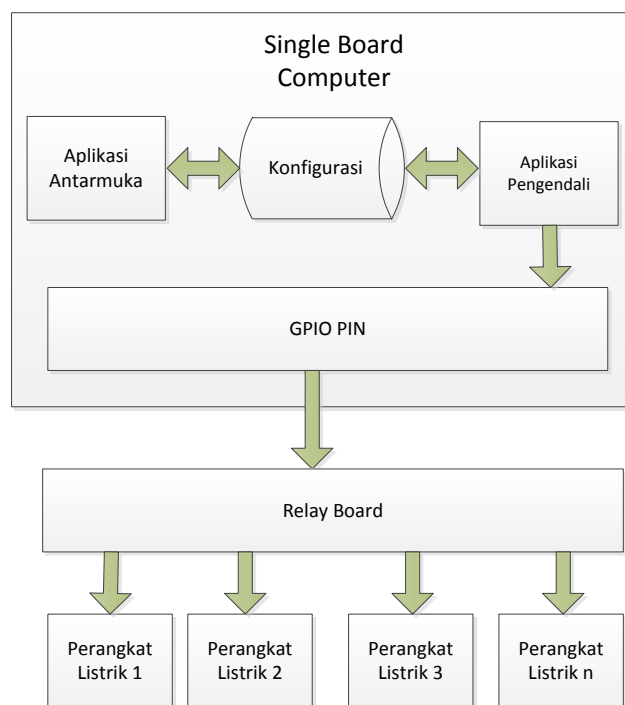 Single Board
Computer
Aplikasi
Antarmuka
Konfigurasi
Aplikasi
Pengendali
GPIO PIN
Relay Board
Perangkat
Listrik 1
Perangkat
Listrik 2
Perangkat
Listrik 3
Perangkat
Listrik n